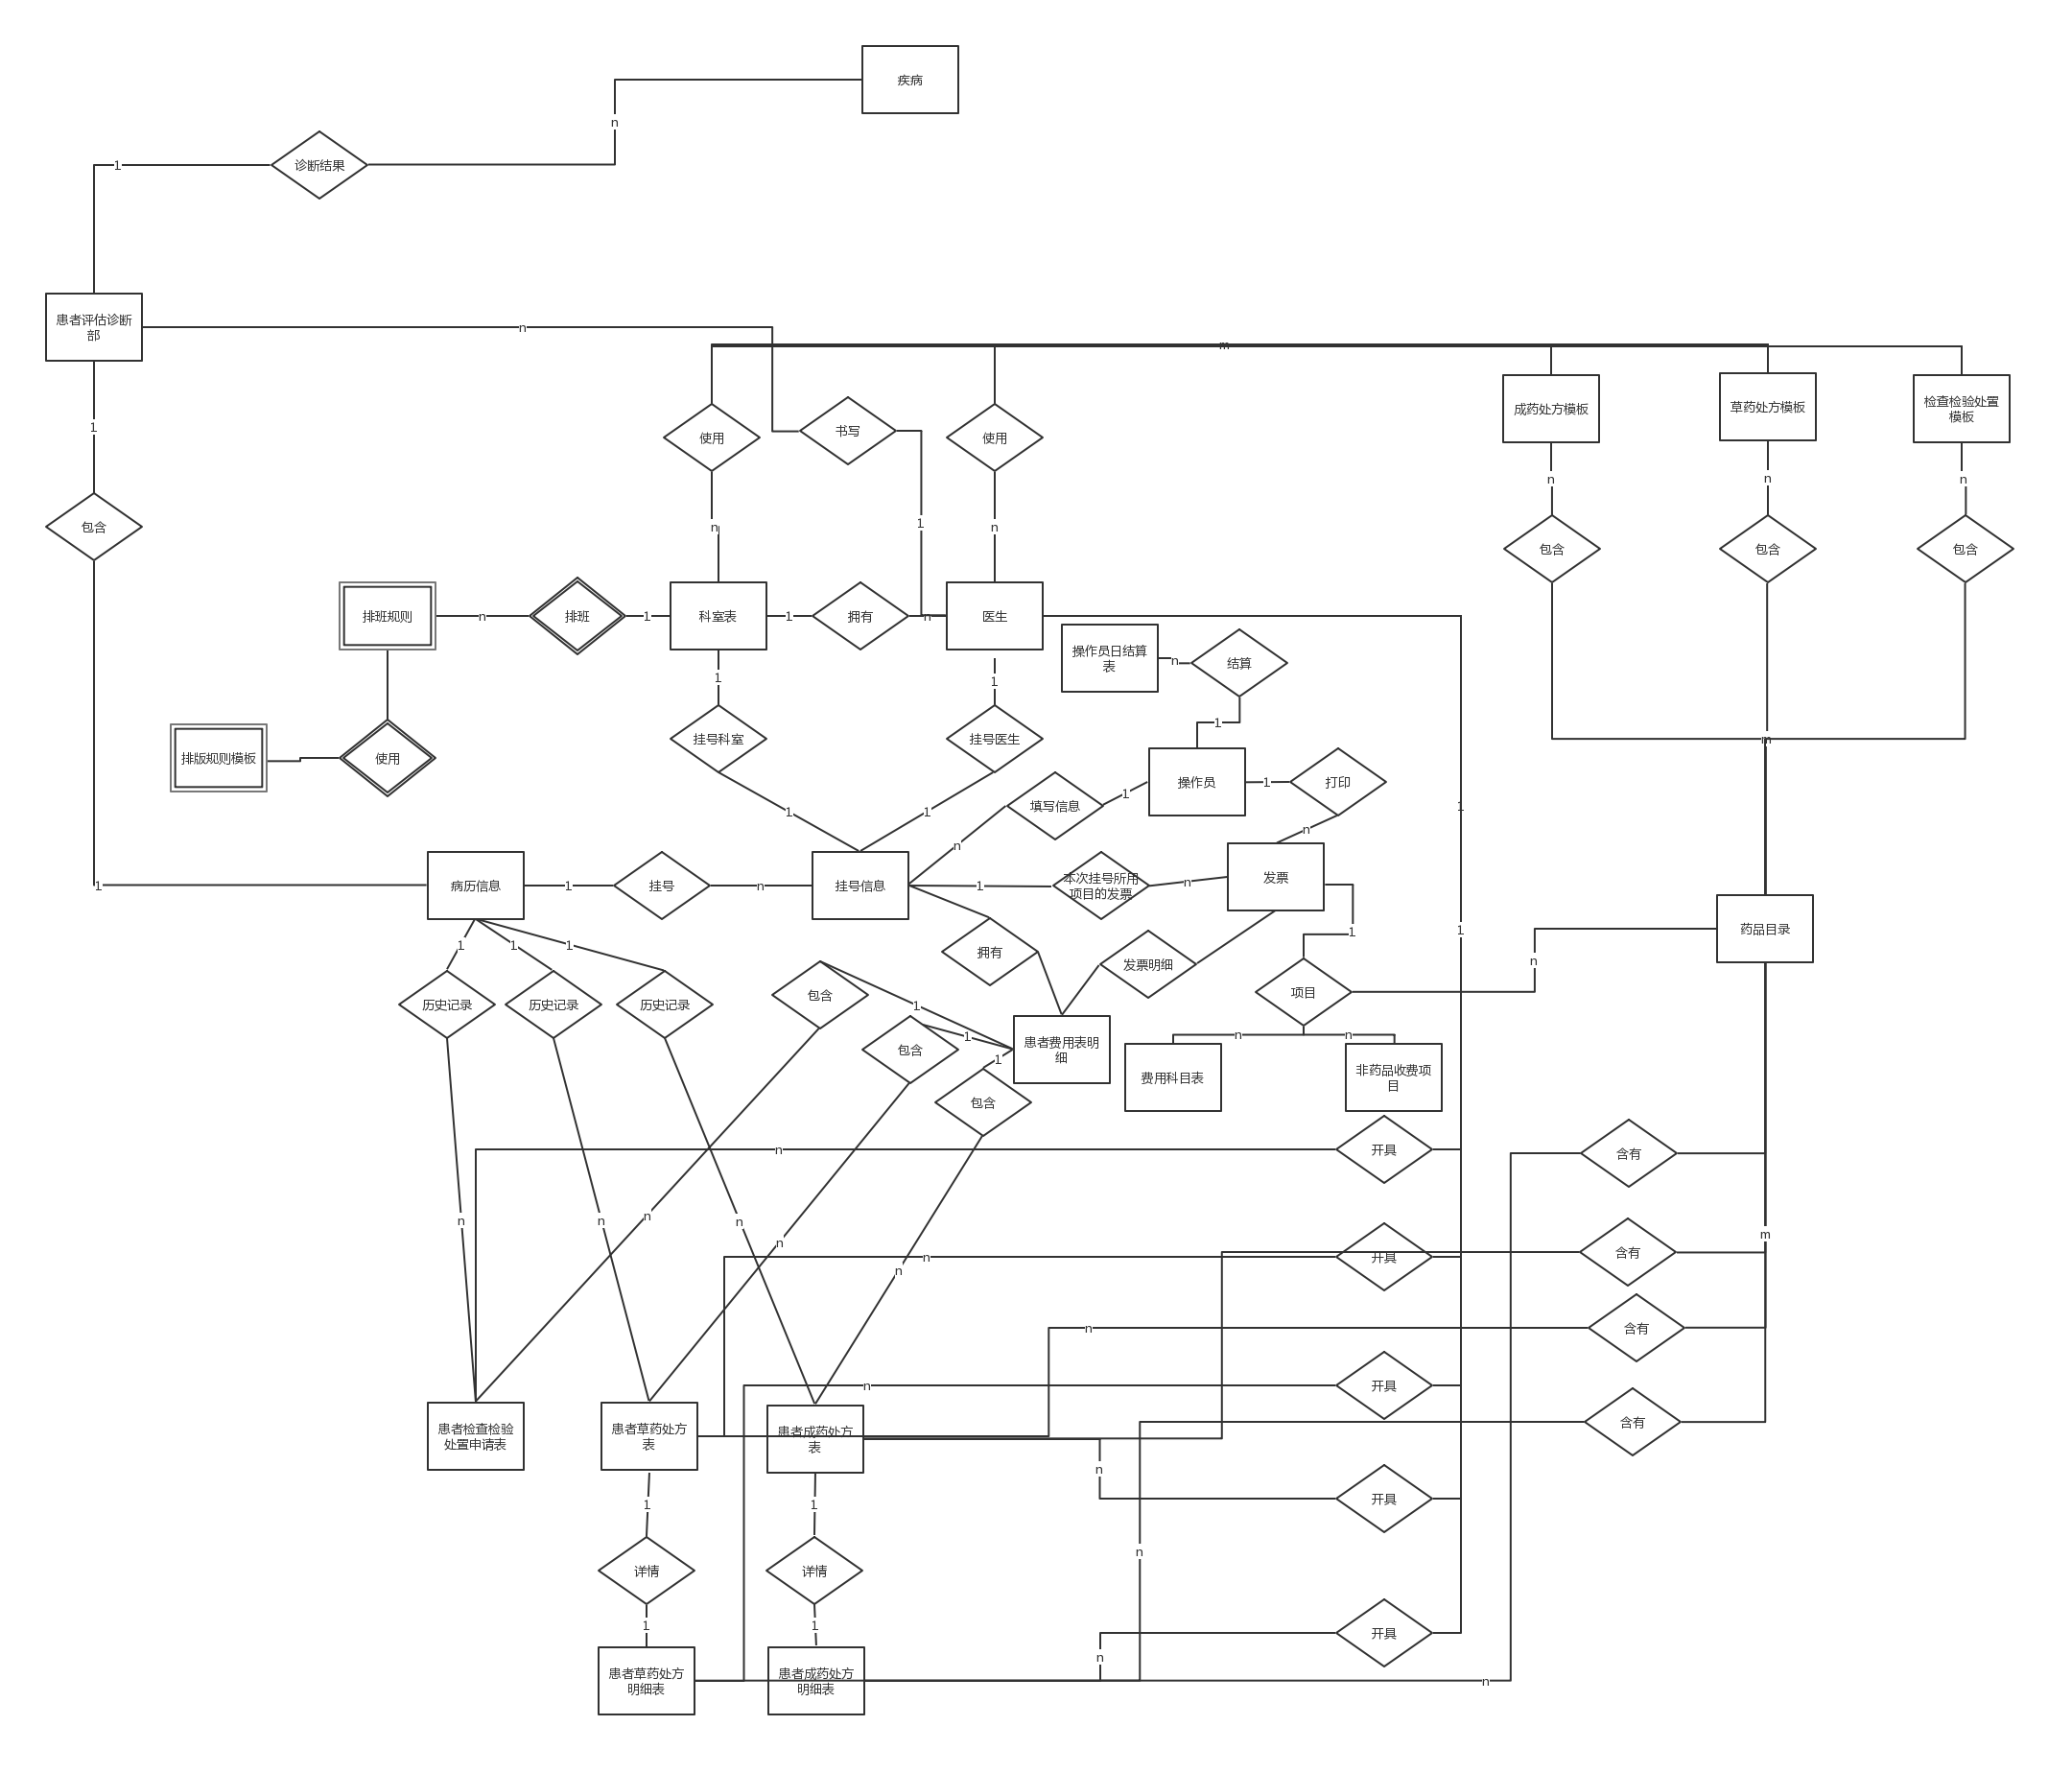 疾病
n
1
诊断结果
患者评估诊断
部
n
m
成药处方模板
草药处方模板
检查检验处置
模板
1
使用
书写
使用
n
n
n
包含
n
1
n
包含
包含
包含
排班规则
n
排班
1
科室表
1
拥有
n
医生
操作员日结算
表
n
结算
1
1
1
排版规则模板
使用
挂号科室
挂号医生
m
操作员
1
打印
填写信息
1
1
1
1
n
n
病历信息
1
挂号
n
挂号信息
1
本次挂号所用
项目的发票
n
发票
1
药品目录
1
1
1
1
1
拥有
发票明细
n
历史记录
历史记录
历史记录
包含
1
项目
包含
1
1
患者费用表明
细
n
n
费用科目表
非药品收费项
目
包含
n
开具
含有
n
n
n
n
n
m
n
n
开具
含有
n
n
含有
n
开具
含有
患者检查检验
处置申请表
患者草药处方
表
患者成药处方
表
n
开具
1
1
n
详情
详情
1
1
开具
n
患者草药处方
明细表
患者成药处方
明细表
n